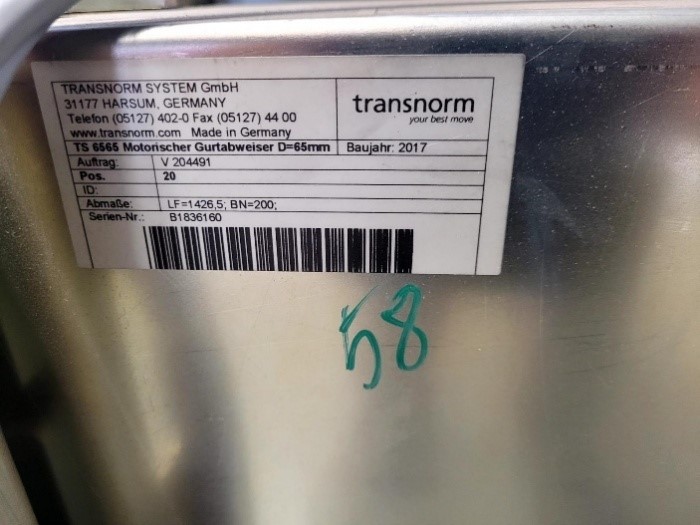 TRANSNORM SYSTEM GmbH
31177 HARSUM, GERMANY
Telefon (05127) 402-0 Fax (05127) 44 00
www.transnorm.com Made in Germany
transnorm
your best move
TS 6565 Motorischer Gurtabweiser D=65mm Baujahr: 2017
Auftrag: V 204491
Pos. 20
ID:
Abmaße: LF=1426,5; BN=200;
Serien-Nr.: B1836160
58